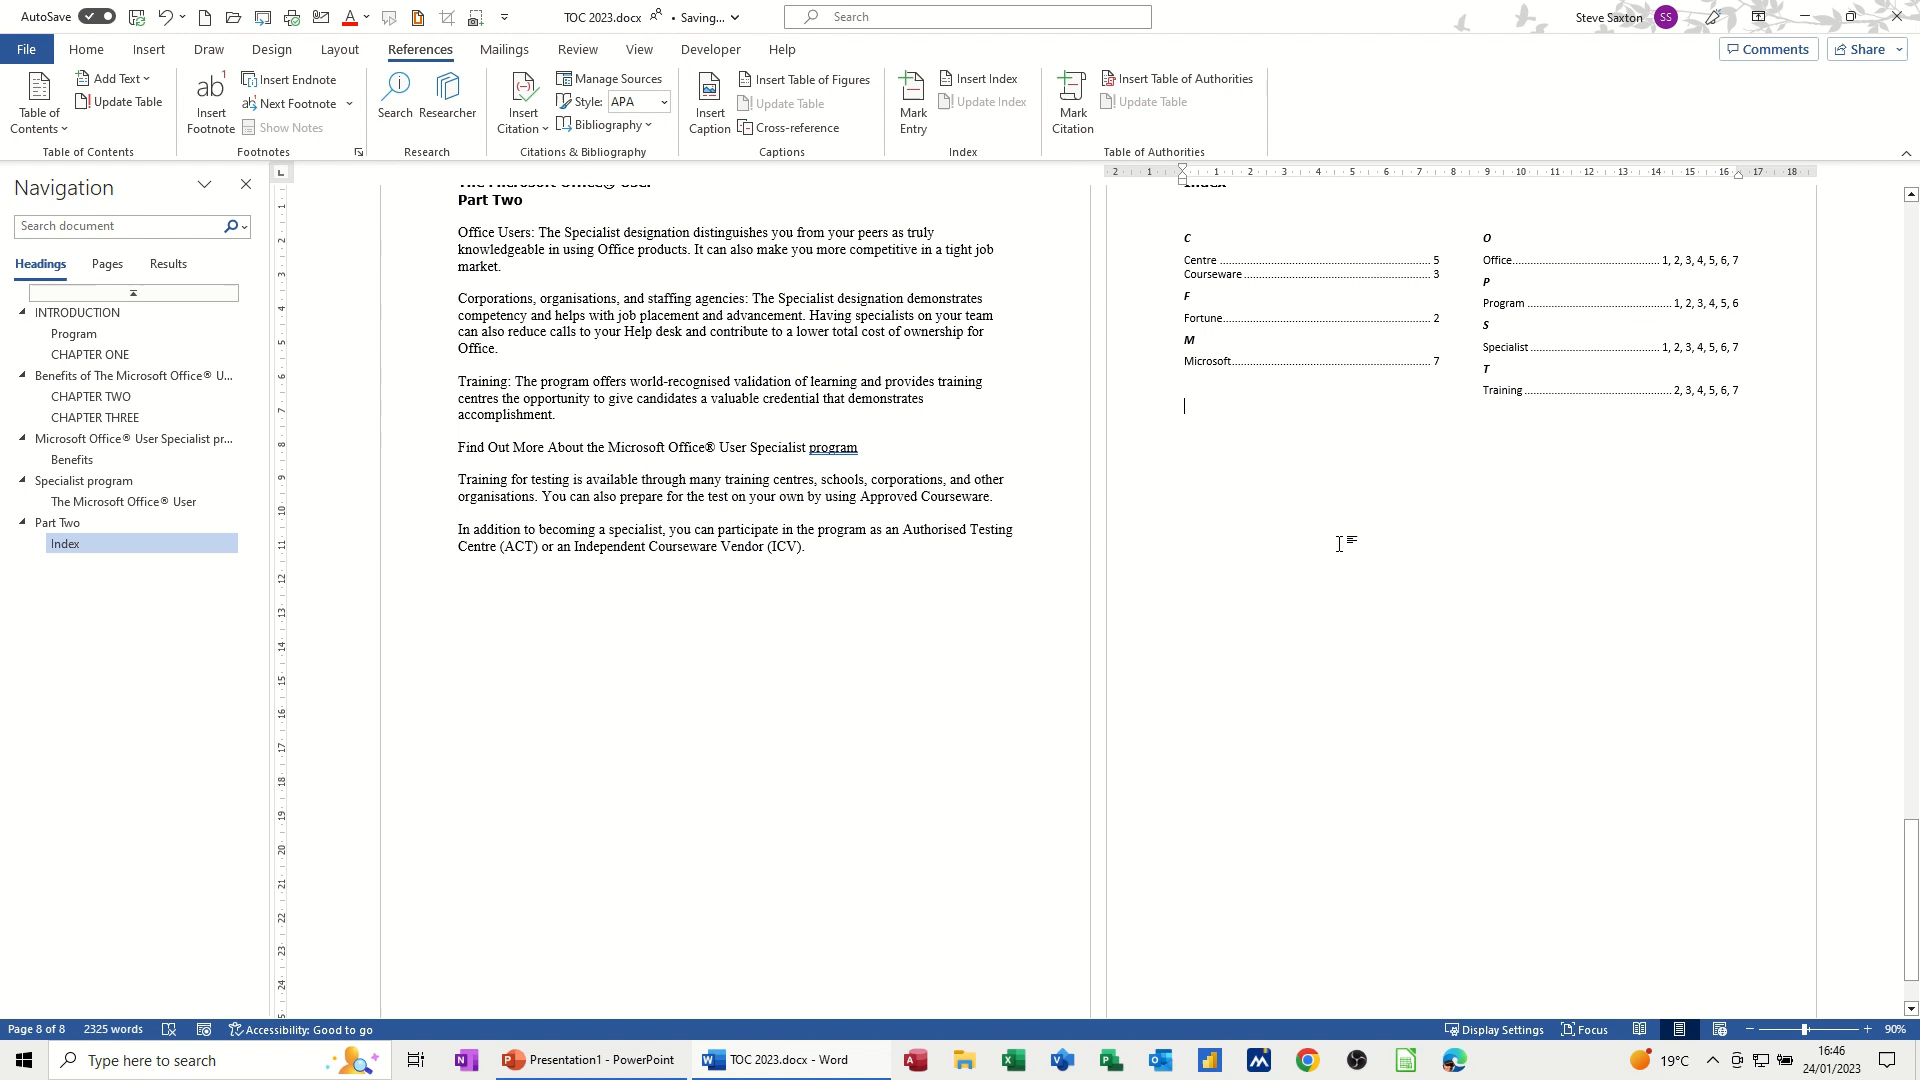 AutoSave TOC 2023.docx • Saving... Search Steve Saxton SS
File Home Insert Draw Design Layout References Mailings Review View Developer Help Comments Share
Table of Contents
Add Text
Update Table
Table of Contents
ab1
Insert Footnote
Insert Endnote
Next Footnote
Show Notes
Footnotes
Search
Researcher
Research
Insert Citation
Manage Sources
Style: APA
Bibliography
Citations & Bibliography
Insert Caption
Insert Table of Figures
Update Table
Cross-reference
Captions
Mark Entry
Insert Index
Update Index
Index
Mark Citation
Insert Table of Authorities
Update Table
Table of Authorities
Navigation
Search document
Headings Pages Results
INTRODUCTION
Program
CHAPTER ONE
Benefits of The Microsoft Office® U...
CHAPTER TWO
CHAPTER THREE
Microsoft Office® User Specialist pr...
Benefits
Specialist program
The Microsoft Office® User
Part Two
Index
The Microsoft Office® User
Part Two
Office Users: The Specialist designation distinguishes you from your peers as truly
knowledgeable in using Office products. It can also make you more competitive in a tight job
market.
Corporations, organisations, and staffing agencies: The Specialist designation demonstrates
competency and helps with job placement and advancement. Having specialists on your team
can also reduce calls to your Help desk and contribute to a lower total cost of ownership for
Office.
Training: The program offers world-recognised validation of learning and provides training
centres the opportunity to give candidates a valuable credential that demonstrates
accomplishment.
Find Out More About the Microsoft Office® User Specialist program
Training for testing is available through many training centres, schools, corporations, and other
organisations. You can also prepare for the test on your own by using Approved Courseware.
In addition to becoming a specialist, you can participate in the program as an Authorised Testing
Centre (ACT) or an Independent Courseware Vendor (ICV).
Index
C
Centre 5
Courseware 3
F
Fortune 2
M
Microsoft 7
O
Office 1, 2, 3, 4, 5, 6, 7
P
Program 1, 2, 3, 4, 5, 6
S
Specialist 1, 2, 3, 4, 5, 6, 7
T
Training 2, 3, 4, 5, 6, 7
Page 8 of 8 2325 words Accessibility: Good to go Display Settings Focus 90%
Type here to search Presentation1 - PowerPoint TOC 2023.docx - Word 19°C 16:46
24/01/2023